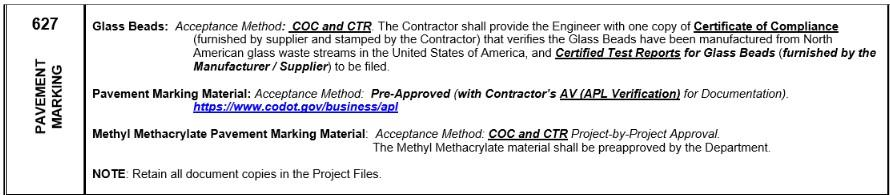 627
PAVEMENT
MARKING
Glass Beads: Acceptance Method: COC and CTR. The Contractor shall provide the Engineer with one copy of Certificate of Compliance
(furnished by supplier and stamped by the Contractor) that verifies the Glass Beads have been manufactured from North
American glass waste streams in the United States of America, and Certified Test Reports for Glass Beads (furnished by the
Manufacturer / Supplier) to be filed.
Pavement Marking Material: Acceptance Method: Pre-Approved (with Contractor's AV (APL Verification) for Documentation).
https://www.codot.gov/business/apl
Methyl Methacrylate Pavement Marking Material: Acceptance Method: COC and CTR Project-by-Project Approval.
The Methyl Methacrylate material shall be preapproved by the Department.
NOTE: Retain all document copies in the Project Files.